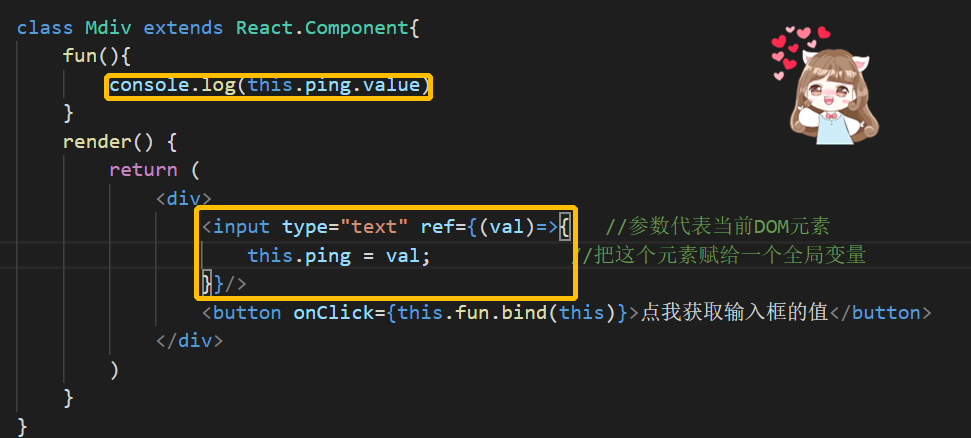 class Mdiv extends React.Component{
fun(){
console.log(this.ping.value)
}
render() {
return (
<div>
<input type="text" ref={(val)=>{ //参数代表当前DOM元素
this.ping = val; //把这个元素赋给一个全局变量
}}/>
<button onClick={this.fun.bind(this)}>点我获取输入框的值</button>
</div>
)
}
}